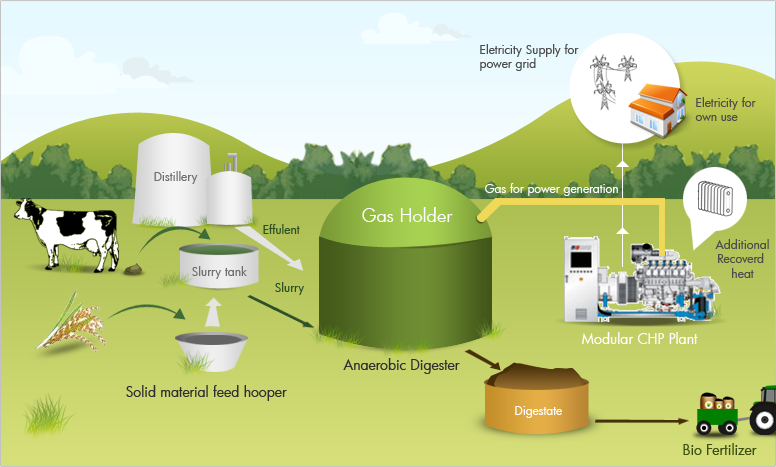 Eletricity Supply for
power grid
Eletricity for
own use
Distillery
Gas for power generation
Gas Holder
Effulent
Additional
Recoverd
heat
Slurry tank
Slurry
Modular CHP Plant
Anaerobic Digester
Solid material feed hooper
Digestate
Bio Fertilizer